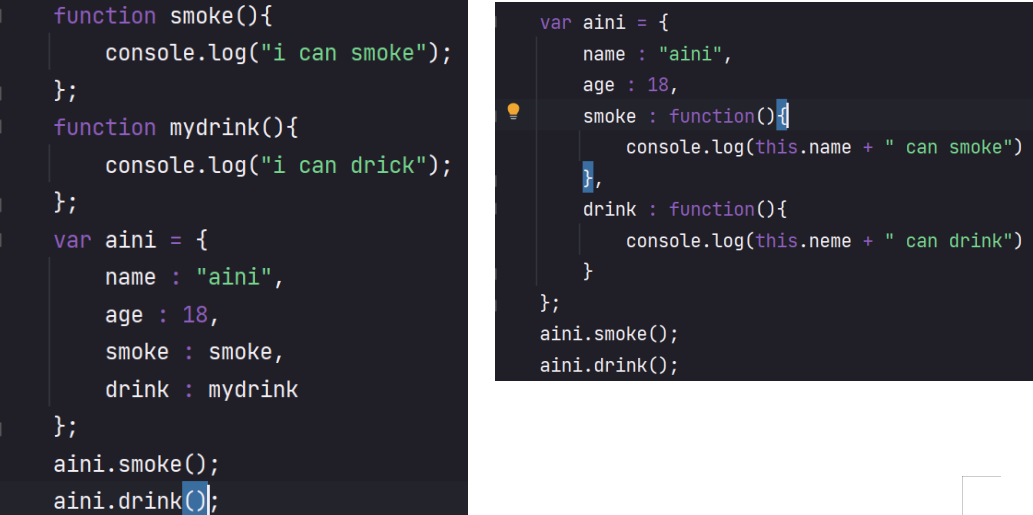 function smoke(){
    console.log("i can smoke");
};
function mydrink(){
    console.log("i can drick");
};
var aini = {
    name : "aini",
    age : 18,
    smoke : smoke,
    drink : mydrink
};
aini.smoke();
aini.drink();
var aini = {
    name : "aini",
    age : 18,
    smoke : function(){
        console.log(this.name + " can smoke")
    },
    drink : function(){
        console.log(this.neme + " can drink")
    }
};
aini.smoke();
aini.drink();